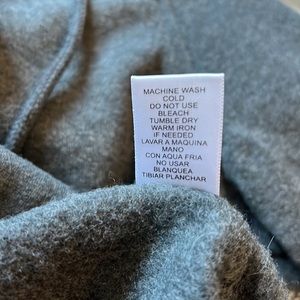 MACHINE WASH
COLD
DO NOT USE
BLEACH
TUMBLE DRY
WARM IRON
IF NEEDED
LAVAR A MAQUINA
MANO
CON AQUA FRIA
NO USAR
BLANQUEA
TIBIAR PLANCHAR